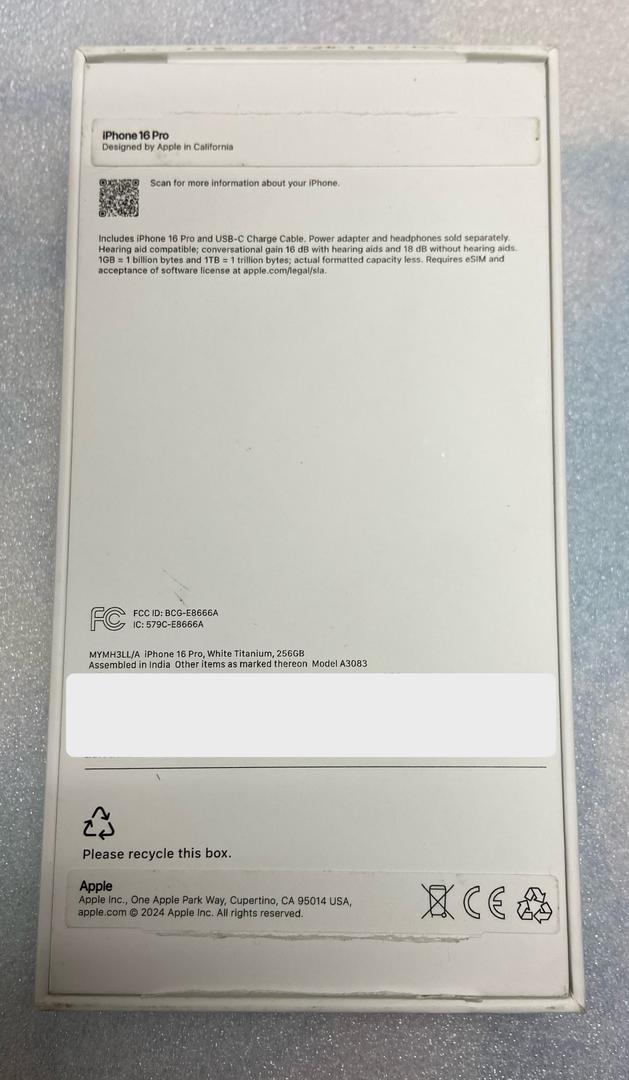 iPhone 16 Pro
Designed by Apple in California
Scan for more information about your iPhone.
Includes iPhone 16 Pro and USB-C Charge Cable. Power adapter and headphones sold separately.
Hearing aid compatible; conversational gain 16 dB with hearing aids and 18 dB without hearing aids.
1GB = 1 billion bytes and 1TB = 1 trillion bytes; actual formatted capacity less. Requires eSIM and
acceptance of software license at apple.com/legal/sla.
FC FCC ID: BCG-E8666A
IC: 579C-E8666A
MYMH3LL/A iPhone 16 Pro, White Titanium, 256GB
Assembled in India Other items as marked thereon Model A3083
Please recycle this box.
Apple
Apple Inc., One Apple Park Way, Cupertino, CA 95014 USA,
apple.com © 2024 Apple Inc. All rights reserved.
CE